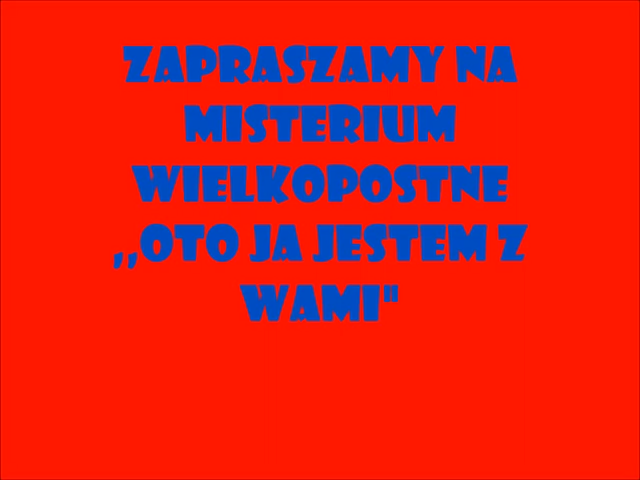 ZAPRASZAMY NA
MISTERIUM
WIELKOPOSTNE
,,OTO JA JESTEM Z
WAMI"